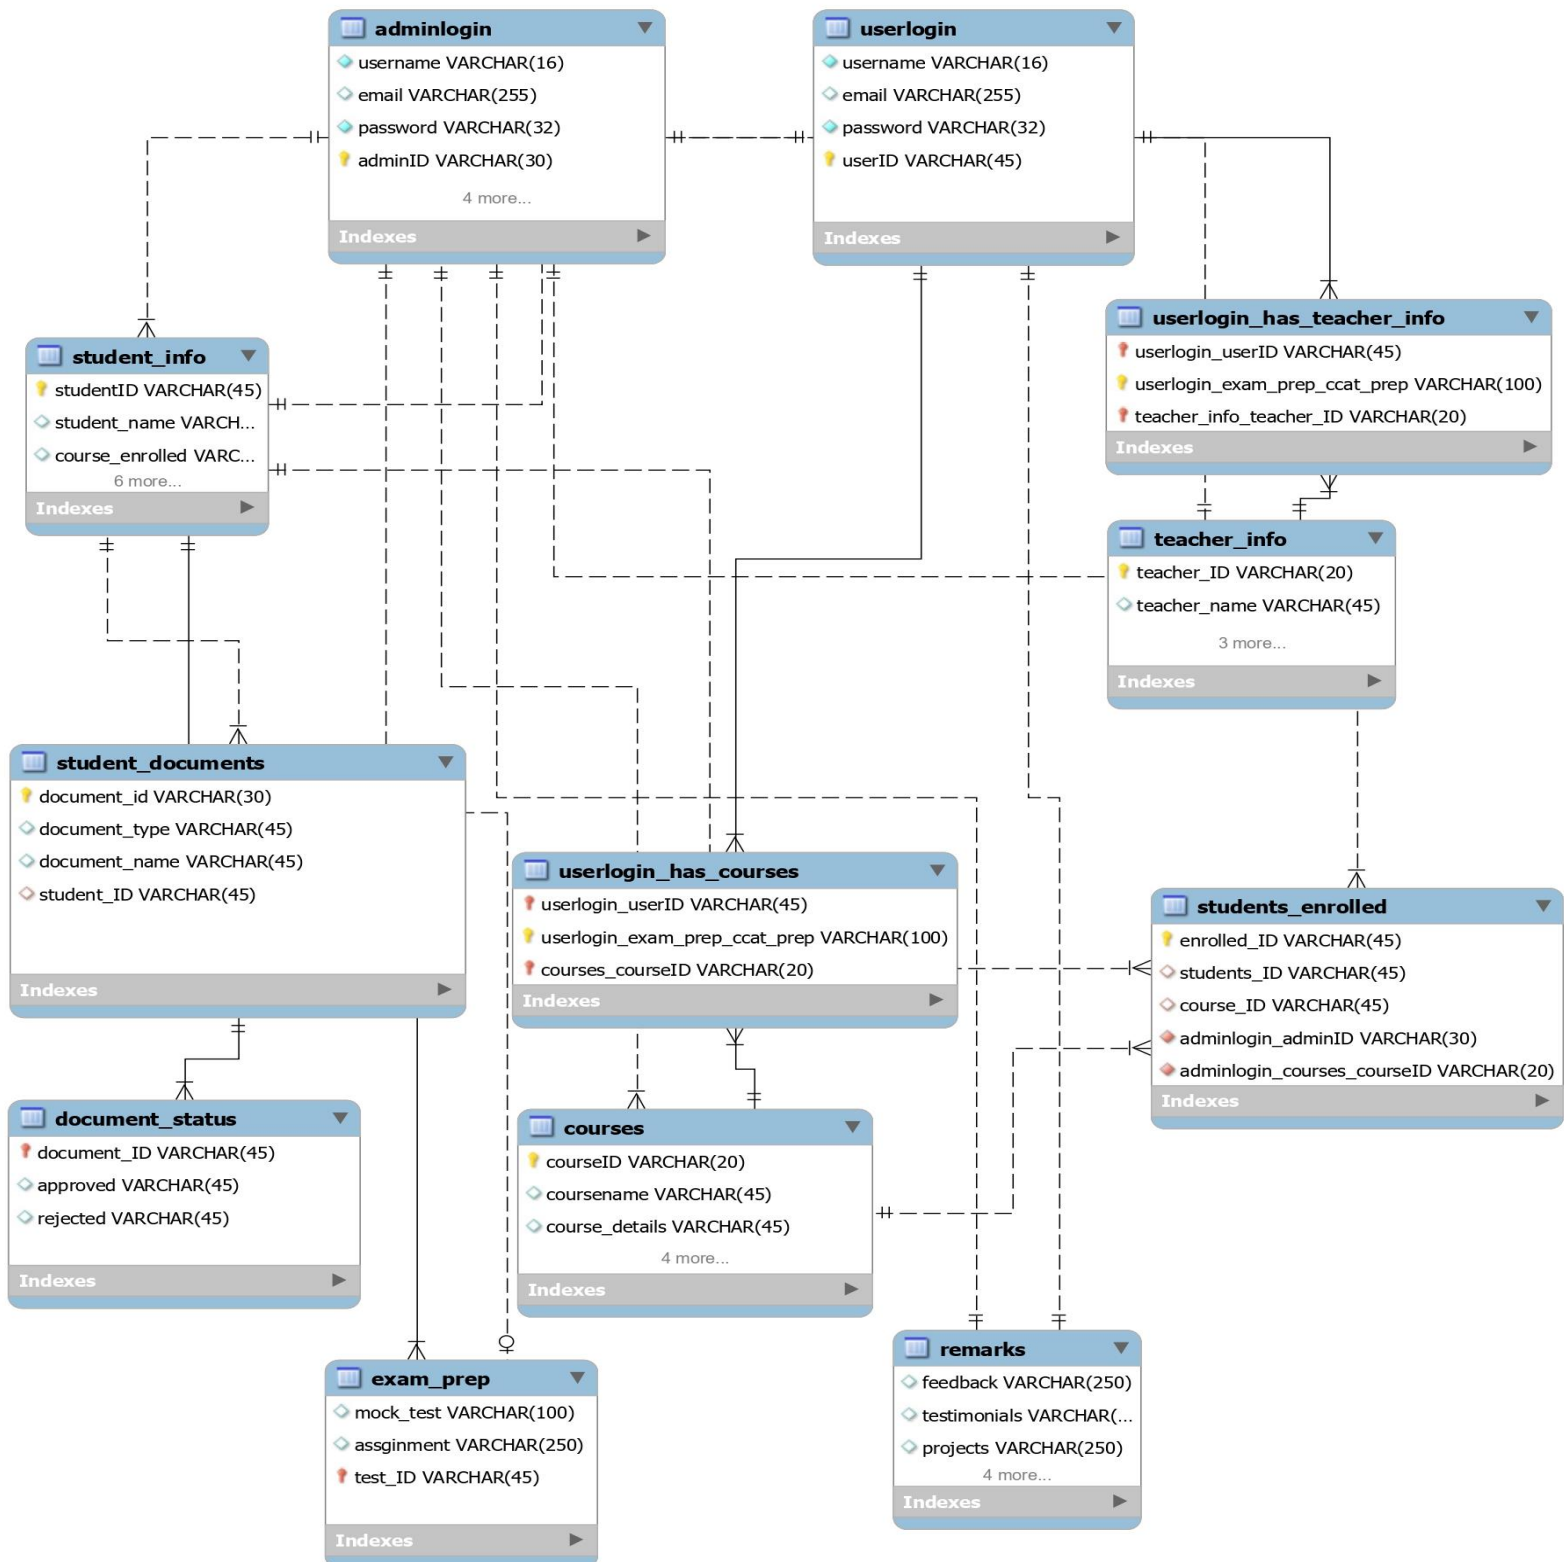 adminlogin
username VARCHAR(16)
email VARCHAR(255)
password VARCHAR(32)
adminID VARCHAR(30)
4 more...
Indexes
userlogin
username VARCHAR(16)
email VARCHAR(255)
password VARCHAR(32)
userID VARCHAR(45)
Indexes
userlogin_has_teacher_info
userlogin_userID VARCHAR(45)
userlogin_exam_prep_ccat_prep VARCHAR(100)
teacher_info_teacher_ID VARCHAR(20)
Indexes
student_info
studentID VARCHAR(45)
student_name VARCH...
course_enrolled VARC...
6 more...
Indexes
teacher_info
teacher_ID VARCHAR(20)
teacher_name VARCHAR(45)
3 more...
Indexes
student_documents
document_id VARCHAR(30)
document_type VARCHAR(45)
document_name VARCHAR(45)
student_ID VARCHAR(45)
Indexes
userlogin_has_courses
userlogin_userID VARCHAR(45)
userlogin_exam_prep_ccat_prep VARCHAR(100)
courses_courseID VARCHAR(20)
Indexes
students_enrolled
enrolled_ID VARCHAR(45)
students_ID VARCHAR(45)
course_ID VARCHAR(45)
adminlogin_adminID VARCHAR(30)
adminlogin_courses_courseID VARCHAR(20)
Indexes
document_status
document_ID VARCHAR(45)
approved VARCHAR(45)
rejected VARCHAR(45)
Indexes
courses
courseID VARCHAR(20)
coursename VARCHAR(45)
course_details VARCHAR(45)
4 more...
Indexes
remarks
feedback VARCHAR(250)
testimonials VARCHAR(...
projects VARCHAR(250)
4 more...
Indexes
exam_prep
mock_test VARCHAR(100)
assginment VARCHAR(250)
test_ID VARCHAR(45)
Indexes